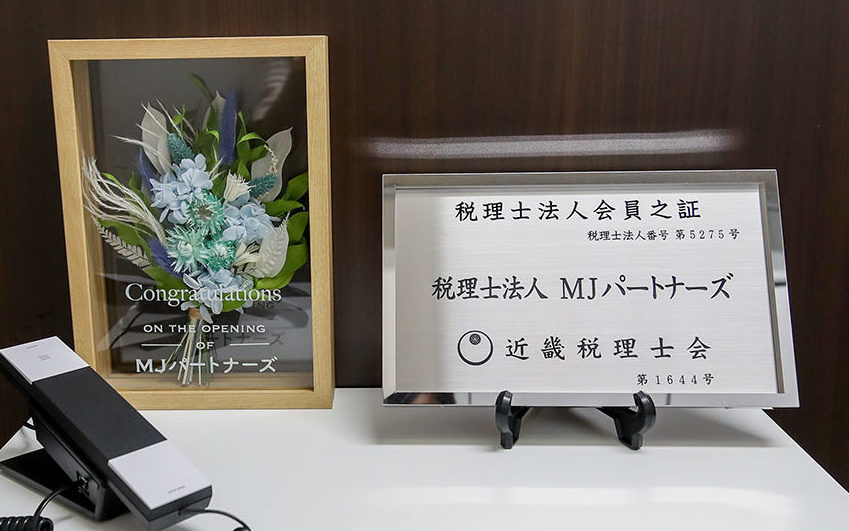 Congratulations
ON THE OPENING
OF
MJパートナーズ
税理士法人会員之証
税理士法人番号 第5275号
税理士法人 MJパートナーズ
近畿税理士会
第1644号